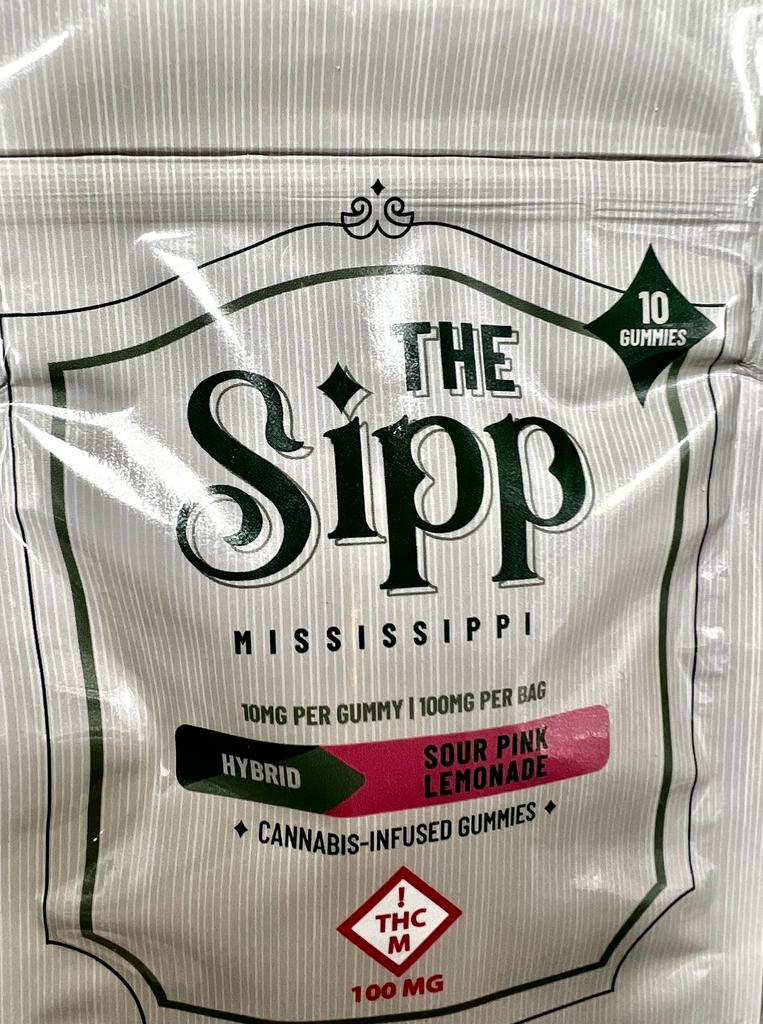 10
GUMMIES
THE
Sipp
MISSISSIPPI
10MG PER GUMMY | 100MG PER BAG
HYBRID
SOUR PINK
LEMONADE
CANNABIS-INFUSED GUMMIES
!
THC
M
100 MG